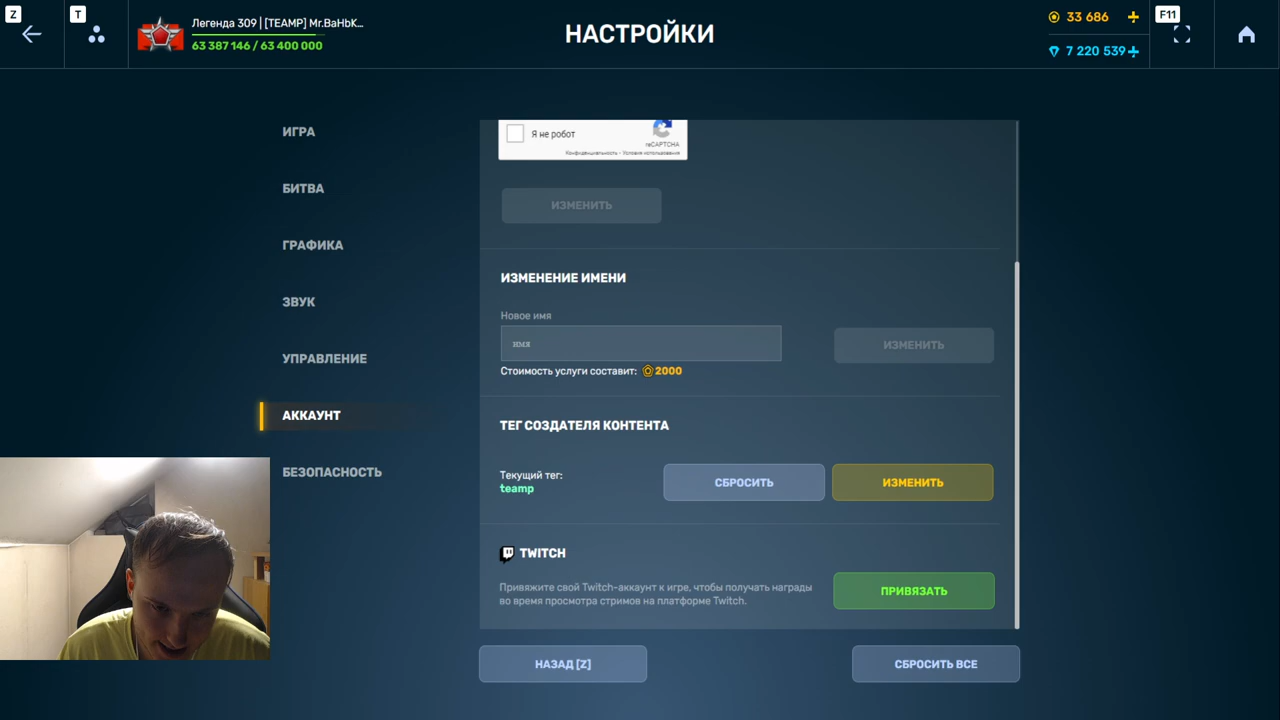 Z
T
Легенда 309 | [TEAMP] Mr.BaHbK...
63 387 146 / 63 400 000
НАСТРОЙКИ
33 686
7 220 539
F11
ИГРА
БИТВА
ГРАФИКА
ЗВУК
УПРАВЛЕНИЕ
АККАУНТ
БЕЗОПАСНОСТЬ
Я не робот
reCAPTCHA
Конфиденциальность - Условия использования
ИЗМЕНИТЬ
ИЗМЕНЕНИЕ ИМЕНИ
Новое имя
имя
ИЗМЕНИТЬ
Стоимость услуги составит: 2000
ТЕГ СОЗДАТЕЛЯ КОНТЕНТА
Текущий тег:
teamp
СБРОСИТЬ
ИЗМЕНИТЬ
TWITCH
Привяжите свой Twitch-аккаунт к игре, чтобы получать награды
во время просмотра стримов на платформе Twitch.
ПРИВЯЗАТЬ
НАЗАД [Z]
СБРОСИТЬ ВСЕ